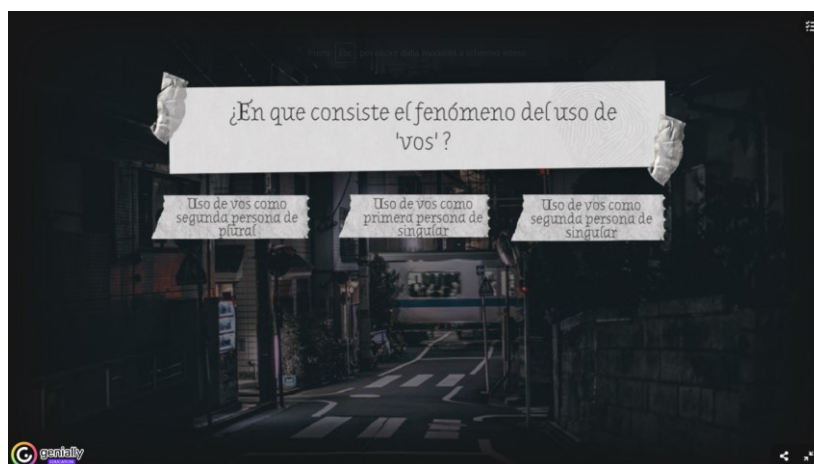 ¿En que consiste el fenómeno del uso de
'vos' ?
Uso de vos como
segunda persona de
plural
Uso de vos como
primera persona de
singular
Uso de vos como
segunda persona de
singular
genially